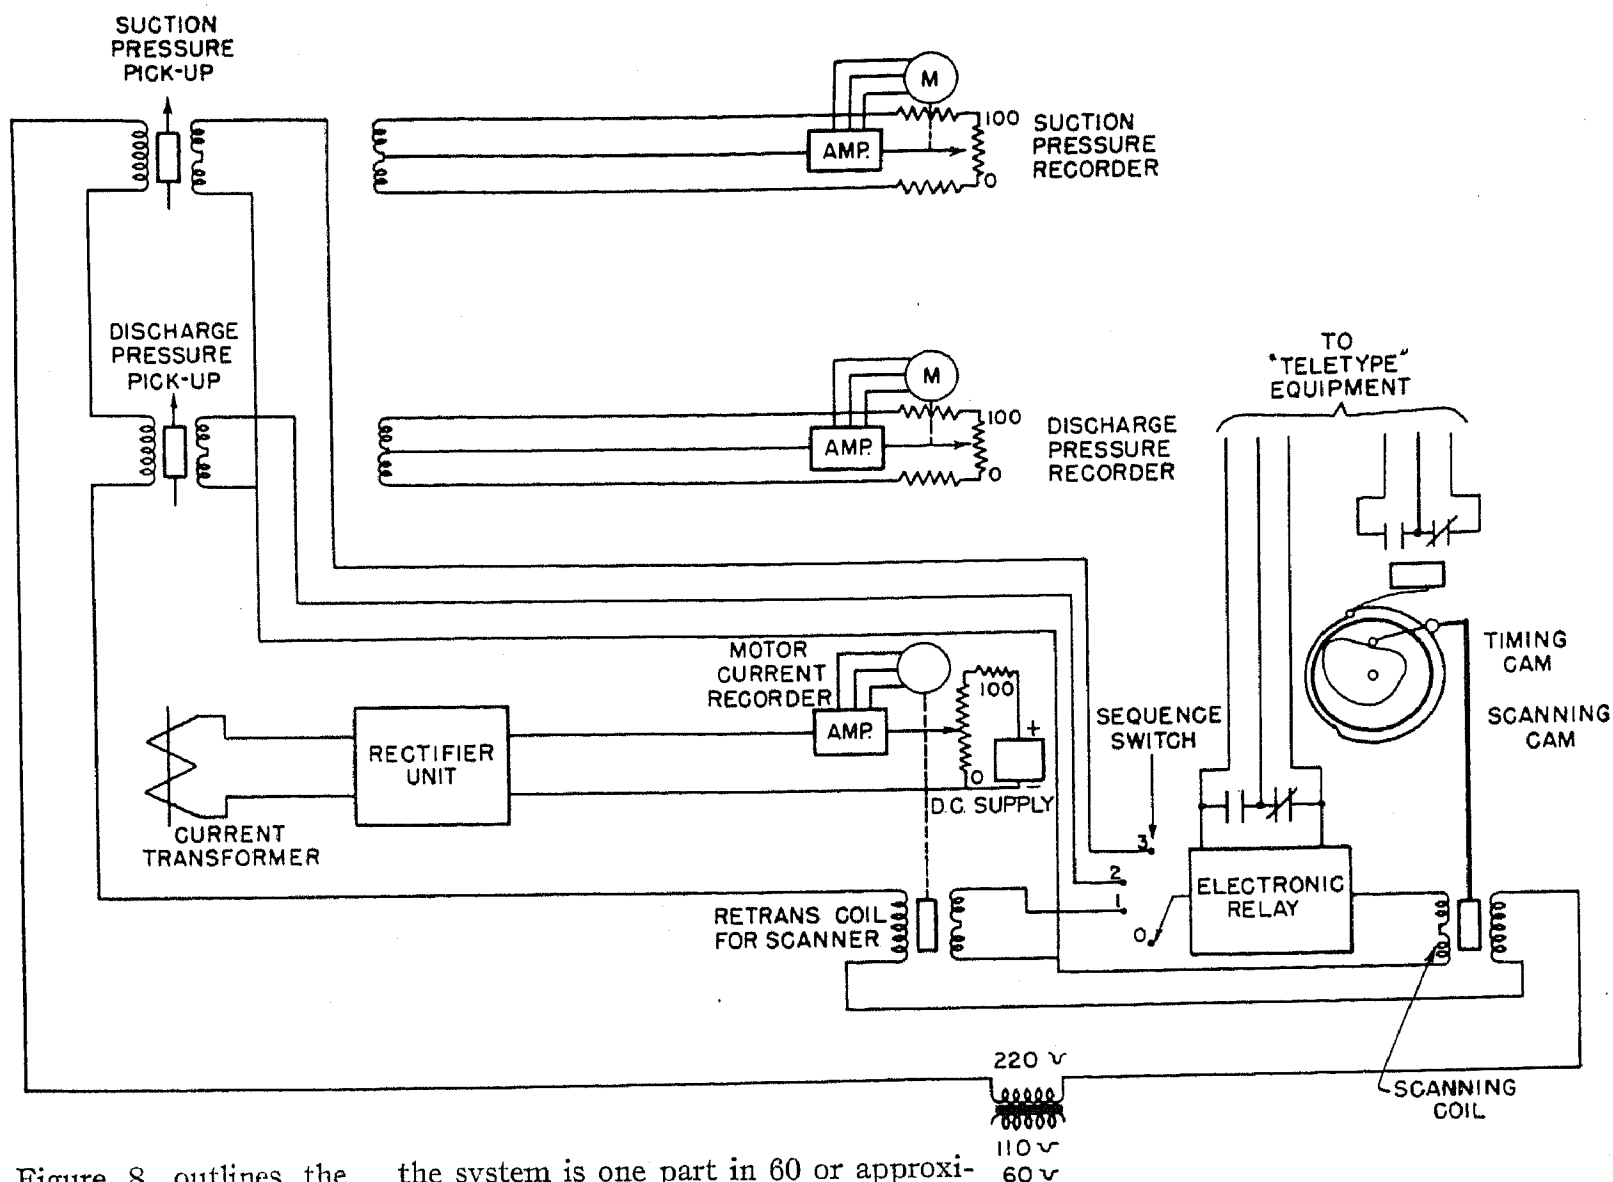 SUCTION
PRESSURE
PICK-UP
M
AMP.
100
0
SUCTION
PRESSURE
RECORDER
DISCHARGE
PRESSURE
PICK-UP
M
AMP.
100
0
DISCHARGE
PRESSURE
RECORDER
TO
"TELETYPE"
EQUIPMENT
TIMING
CAM
SCANNING
CAM
MOTOR
CURRENT
RECORDER
AMP.
100
0
+
−
D.C. SUPPLY
RECTIFIER
UNIT
CURRENT
TRANSFORMER
SEQUENCE
SWITCH
3
2
1
0
ELECTRONIC
RELAY
RETRANS COIL
FOR SCANNER
SCANNING
COIL
220 ∿
110 ∿
60 ∿
Figure 8 outlines the
the system is one part in 60 or approxi-